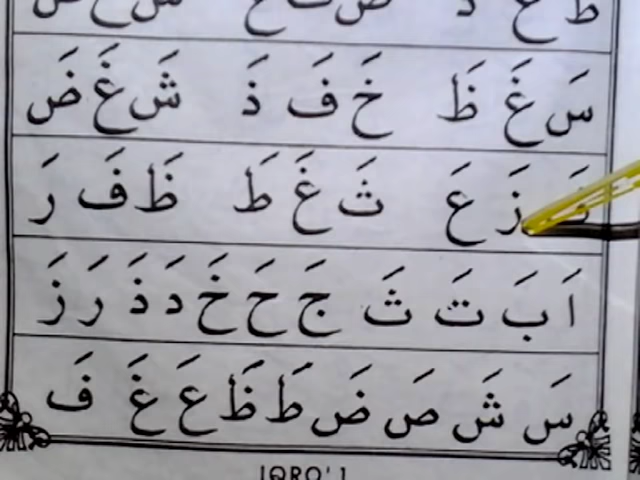 سَ غَ ظَ خَ فَ ذَ شَ غَ ضَ
زَ عَ ثَ غَ طَ ظَ فَ رَ
اَ بَ تَ ثَ جَ حَ خَ دَ ذَ رَ زَ
سَ شَ صَ ضَ طَ ظَ عَ غَ فَ
IQRO' 1